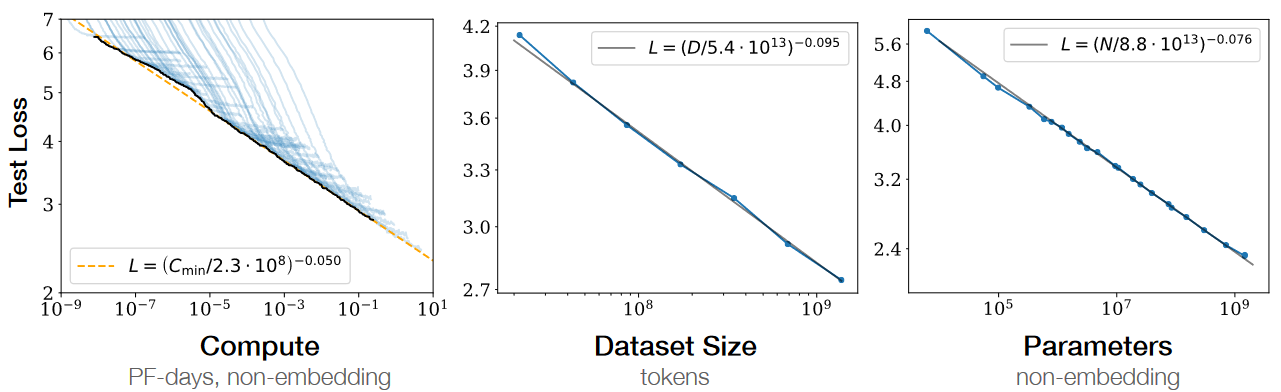 Test Loss
7
6
5
4
3
2
L = (C_min/2.3 · 10^8)^−0.050
10^−9 10^−7 10^−5 10^−3 10^−1 10^1
Compute
PF-days, non-embedding
4.2
3.9
3.6
3.3
3.0
2.7
L = (D/5.4 · 10^13)^−0.095
10^8 10^9
Dataset Size
tokens
5.6
4.8
4.0
3.2
2.4
L = (N/8.8 · 10^13)^−0.076
10^5 10^7 10^9
Parameters
non-embedding